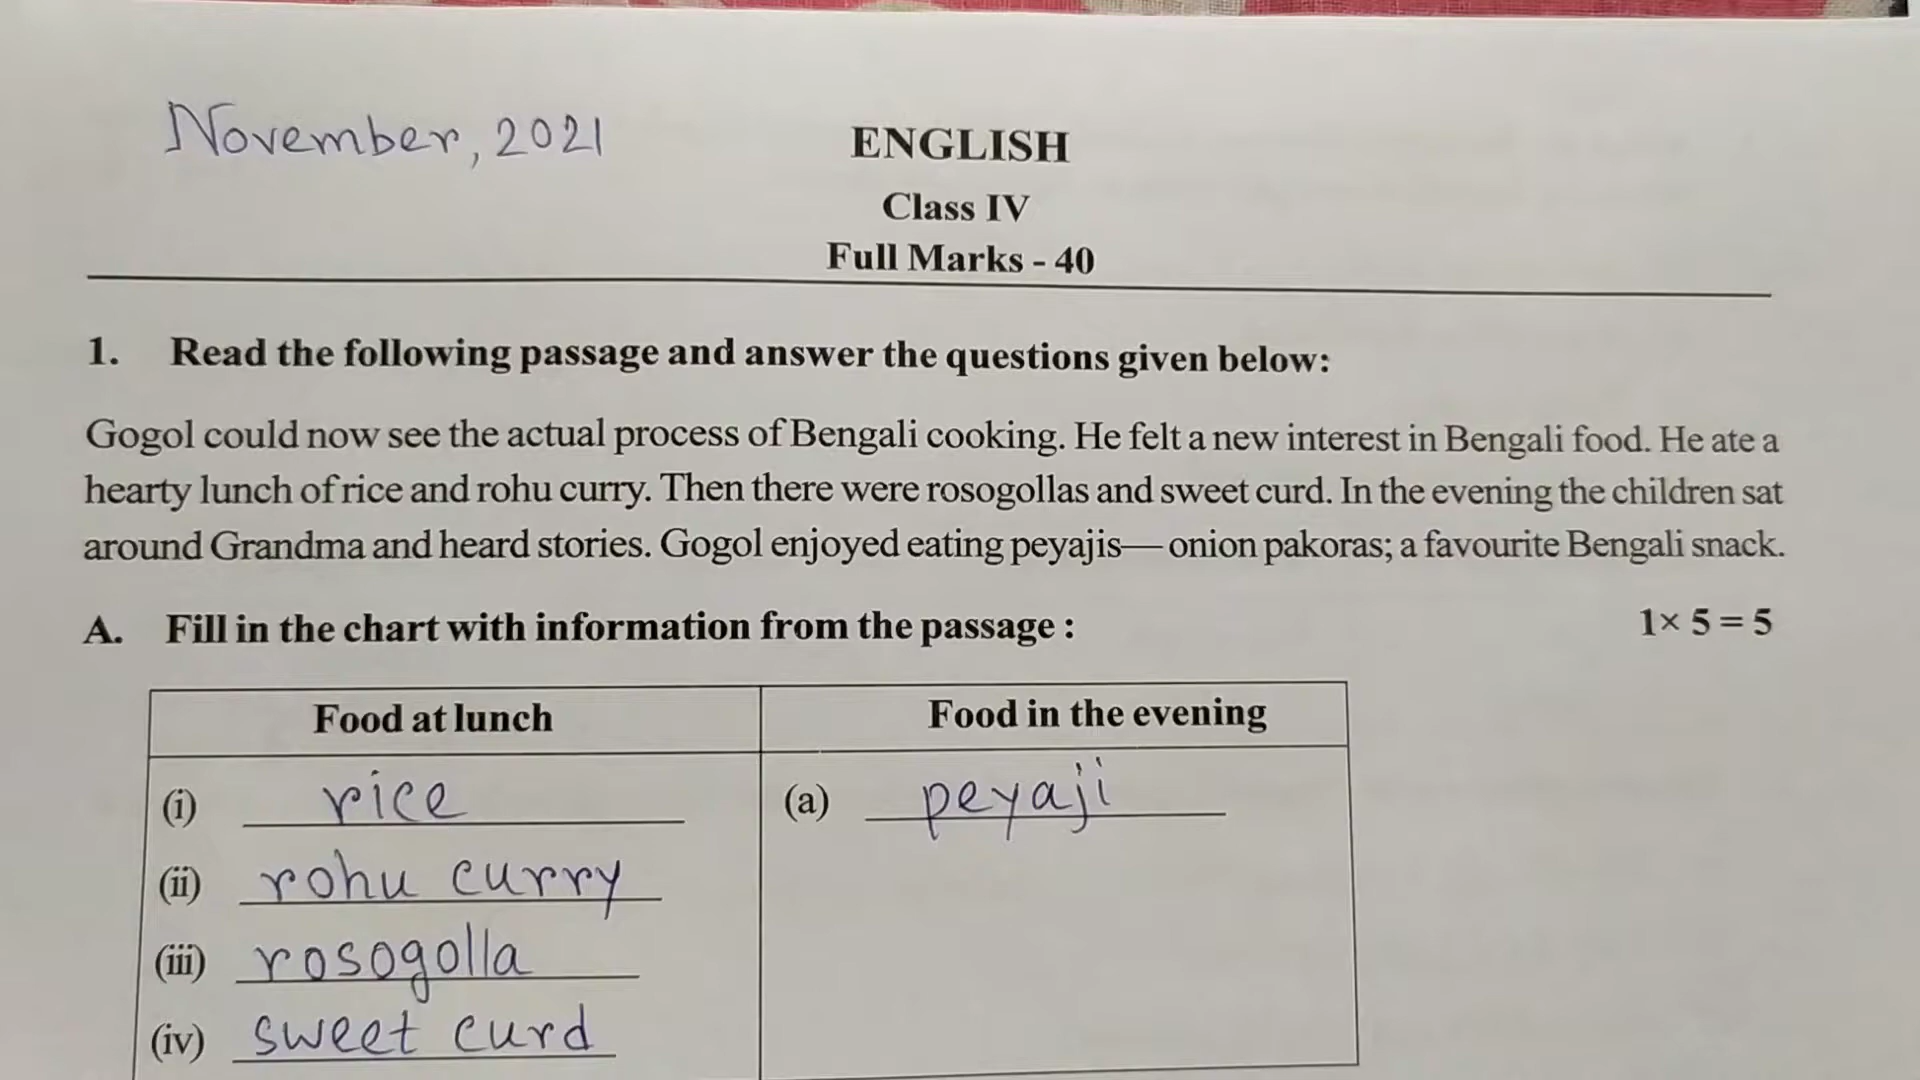 November, 2021
ENGLISH
Class IV
Full Marks - 40
1. Read the following passage and answer the questions given below:
Gogol could now see the actual process of Bengali cooking. He felt a new interest in Bengali food. He ate a
hearty lunch of rice and rohu curry. Then there were rosogollas and sweet curd. In the evening the children sat
around Grandma and heard stories. Gogol enjoyed eating peyajis—onion pakoras; a favourite Bengali snack.
A. Fill in the chart with information from the passage : 1× 5 = 5
Food at lunch Food in the evening
(i) rice (a) peyaji
(ii) rohu curry
(iii) rosogolla
(iv) sweet curd